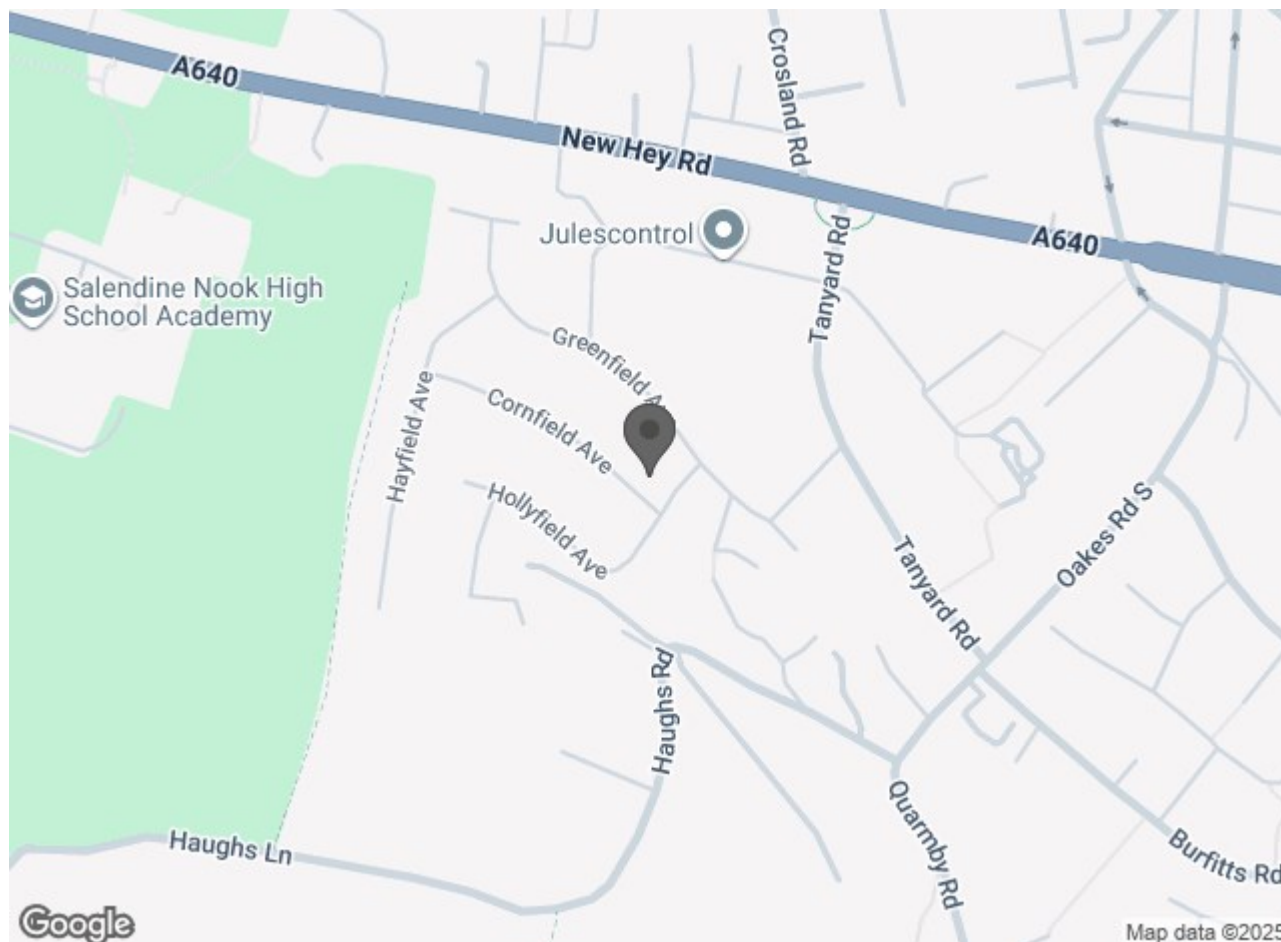 A640
Crosland Rd
New Hey Rd
Julescontrol
Tanyard Rd
A640
Salendine Nook High
School Academy
Greenfield A
Cornfield Ave
Hayfield Ave
Hollyfield Ave
Oakes Rd S
Tanyard Rd
Haughs Rd
Quarmby Rd
Haughs Ln
Burfitts Rd
Google
Map data ©2025